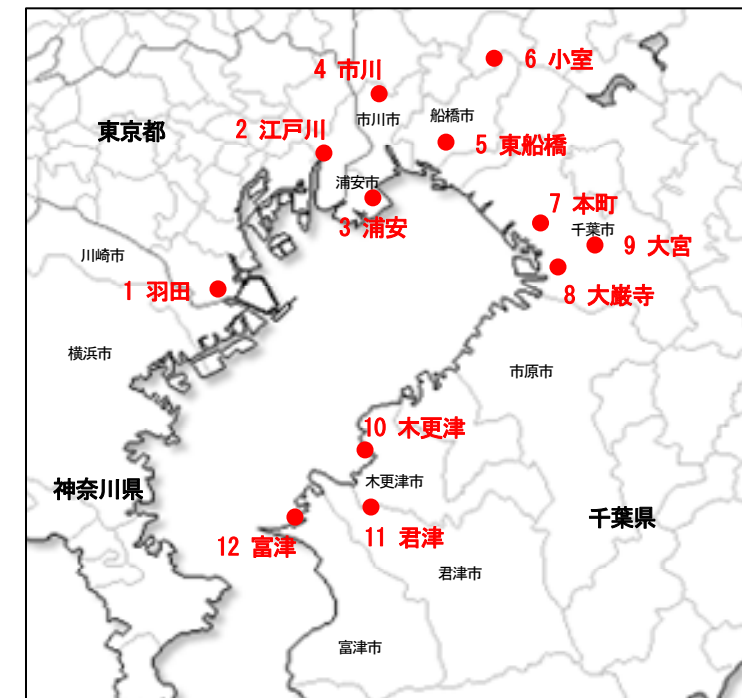 6 小室
4 市川
船橋市
市川市
東京都
2 江戸川
5 東船橋
浦安市
7 本町
3 浦安
千葉市
9 大宮
川崎市
1 羽田
8 大巌寺
横浜市
市原市
10 木更津
木更津市
神奈川県
千葉県
11 君津
12 富津
君津市
富津市